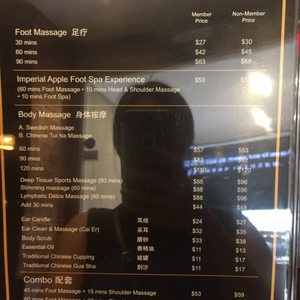 Member Price
Non-Member Price
Foot Massage 足疗
30 mins $27 $30
60 mins $42 $45
90 mins $63 $68
Imperial Apple Foot Spa Experience $53
(60 mins Foot Massage • 10 mins Head & Shoulder Massage
• 10 mins Foot Spa)
Body Massage 身体按摩
A. Swedish Massage
B. Chinese Tui Na Massage
60 mins $57 $63
90 mins $83 $92
120 mins $110 $120
Deep Tissue Sports Massage (60 mins) $88 $96
Slimming massage (60 mins) $88 $96
Lymphatic Detox Massage (60 mins) $88 $96
Add 30 mins $44 $48
Ear Candle 耳烛 $24 $27
Ear Clean & Massage (Cai Er) 采耳 $32 $35
Body Scrub 磨砂 $33 $38
Essential Oil 香精油 $11 $13
Traditional Chinese Cupping 拔罐 $11 $17
Traditional Chinese Gua Sha 刮沙 $11 $17
Combo 配套
45 mins Foot Massage + 15 mins Shoulder Massage $53 $59